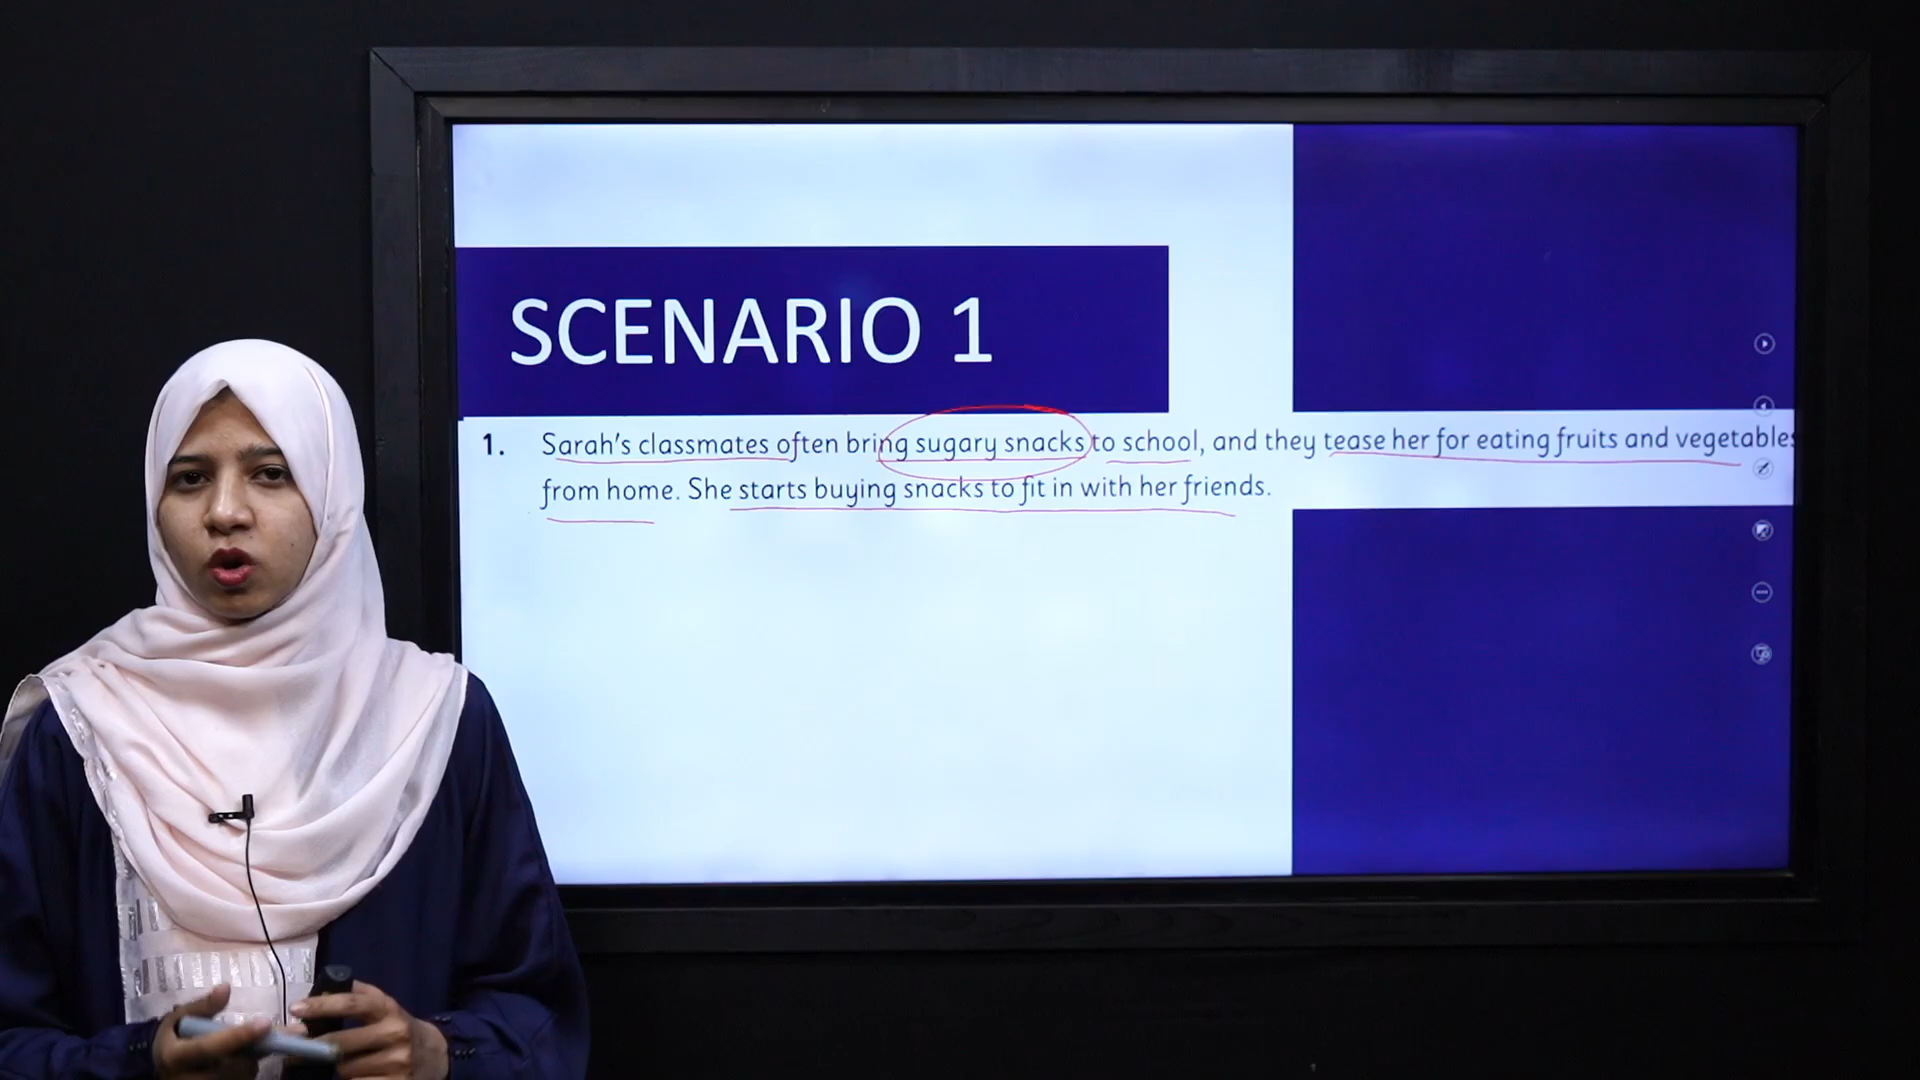 SCENARIO 1
1. Sarah's classmates often bring sugary snacks to school, and they tease her for eating fruits and vegetables
from home. She starts buying snacks to fit in with her friends.